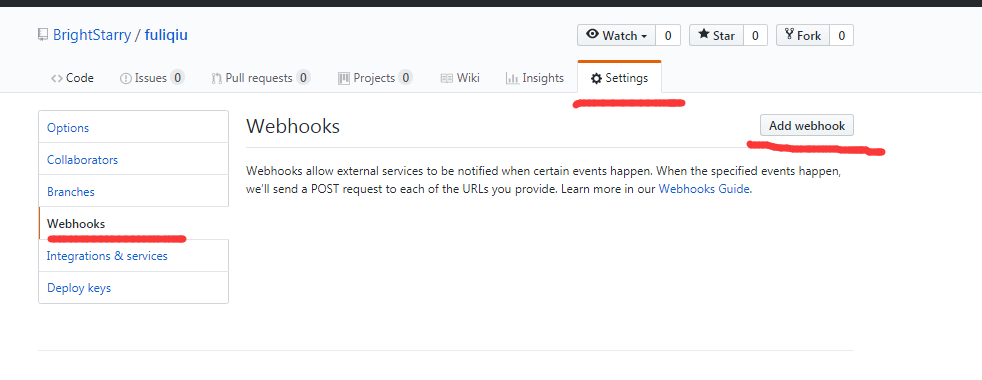 BrightStarry / fuliqiu
Watch 0 Star 0 Fork 0
Code Issues 0 Pull requests 0 Projects 0 Wiki Insights Settings
Options
Collaborators
Branches
Webhooks
Integrations & services
Deploy keys
Webhooks
Add webhook
Webhooks allow external services to be notified when certain events happen. When the specified events happen,
we'll send a POST request to each of the URLs you provide. Learn more in our Webhooks Guide.